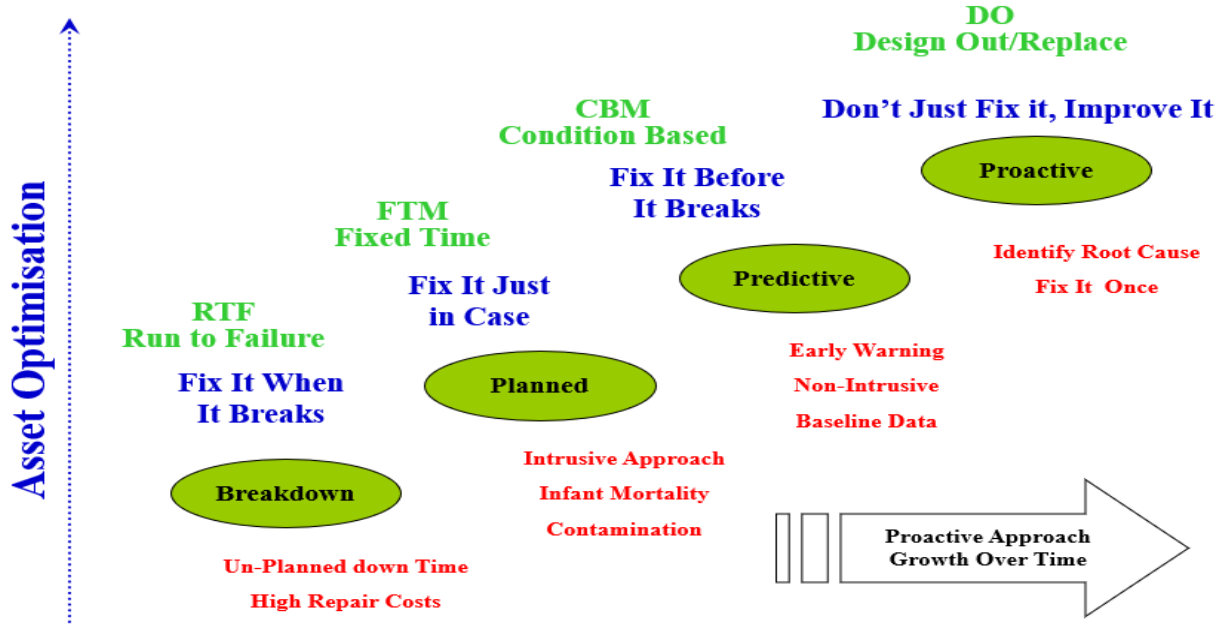 DO
Design Out/Replace
Don't Just Fix it, Improve It
Proactive
Identify Root Cause
Fix It Once
CBM
Condition Based
Fix It Before
It Breaks
Predictive
Early Warning
Non-Intrusive
Baseline Data
FTM
Fixed Time
Fix It Just
in Case
Planned
Intrusive Approach
Infant Mortality
Contamination
RTF
Run to Failure
Fix It When
It Breaks
Breakdown
Un-Planned down Time
High Repair Costs
Asset Optimisation
Proactive Approach
Growth Over Time